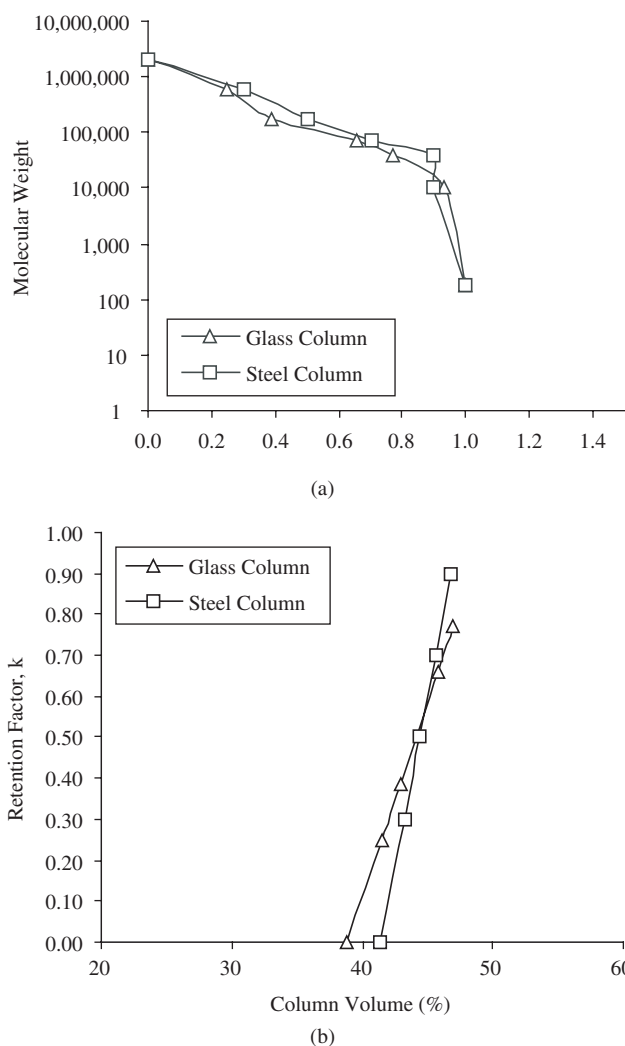 10,000,000
1,000,000
100,000
10,000
1,000
100
10
1
Molecular Weight
Glass Column
Steel Column
0.0 0.2 0.4 0.6 0.8 1.0 1.2 1.4
(a)
1.00
0.90
0.80
0.70
0.60
0.50
0.40
0.30
0.20
0.10
0.00
Retention Factor, k
Glass Column
Steel Column
20 30 40 50 60
Column Volume (%)
(b)